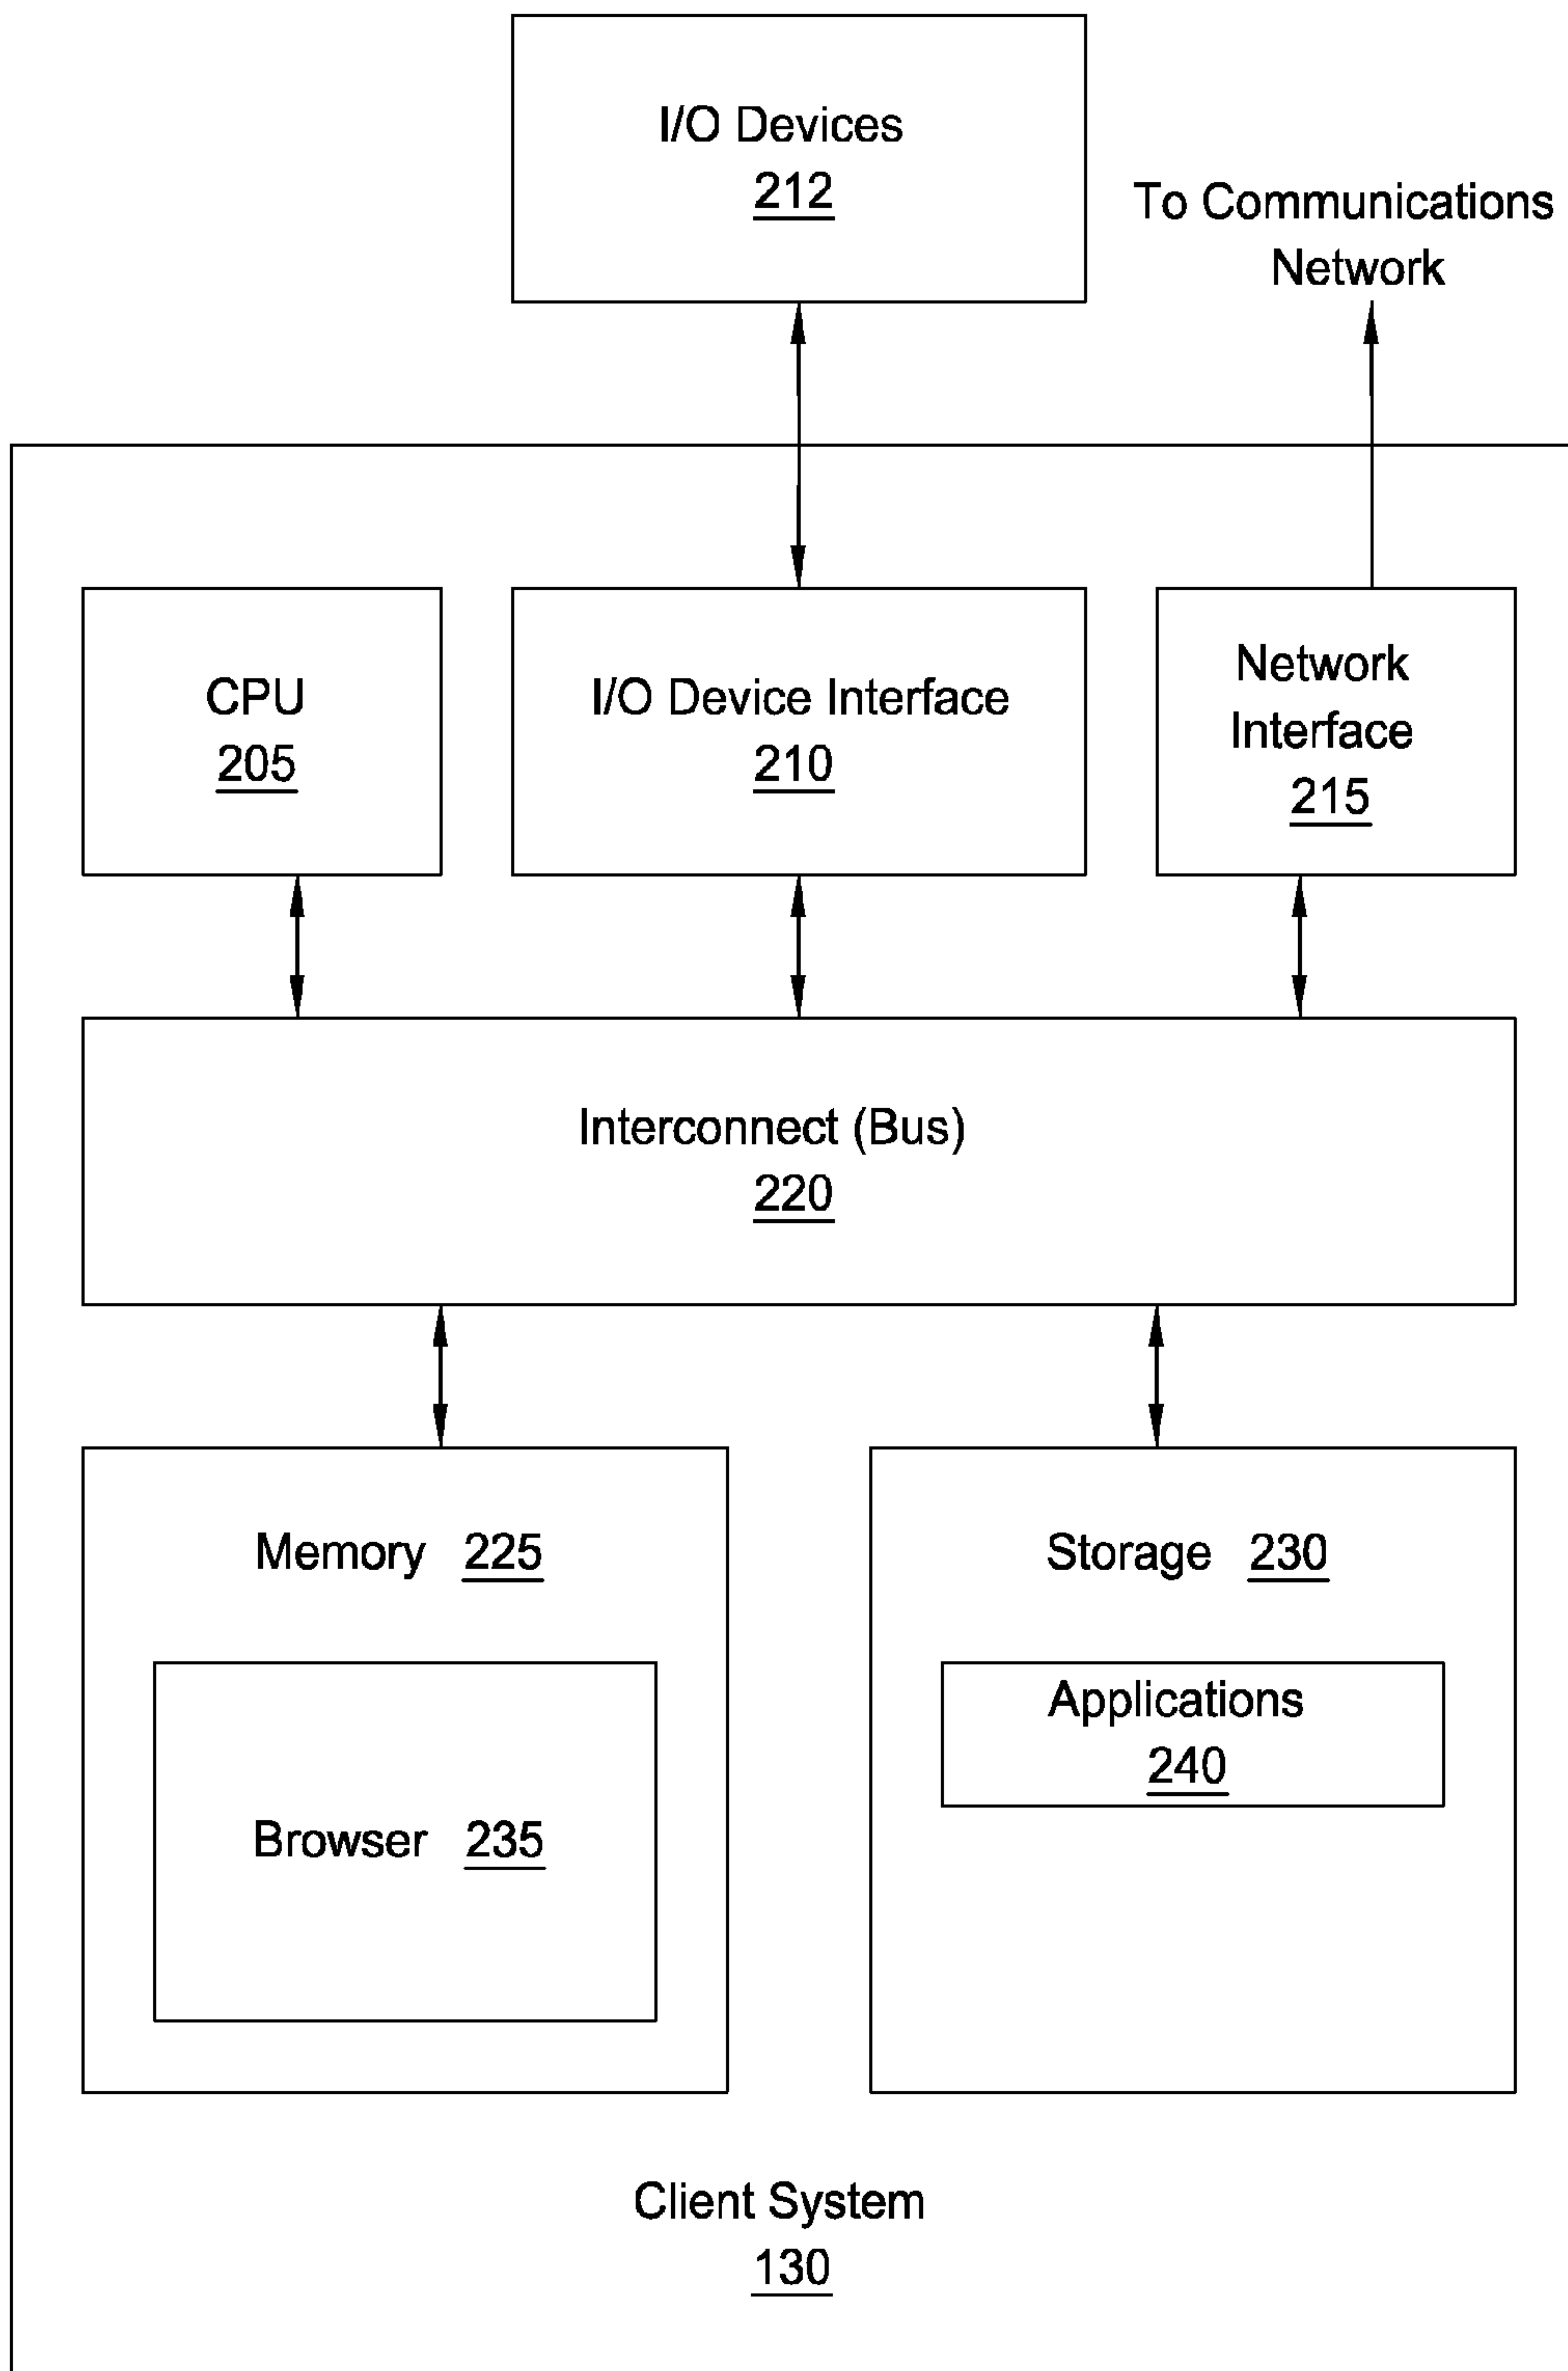 I/O Devices
212
To Communications
Network
CPU
205
I/O Device Interface
210
Network
Interface
215
Interconnect (Bus)
220
Memory 225
Browser 235
Storage 230
Applications
240
Client System
130